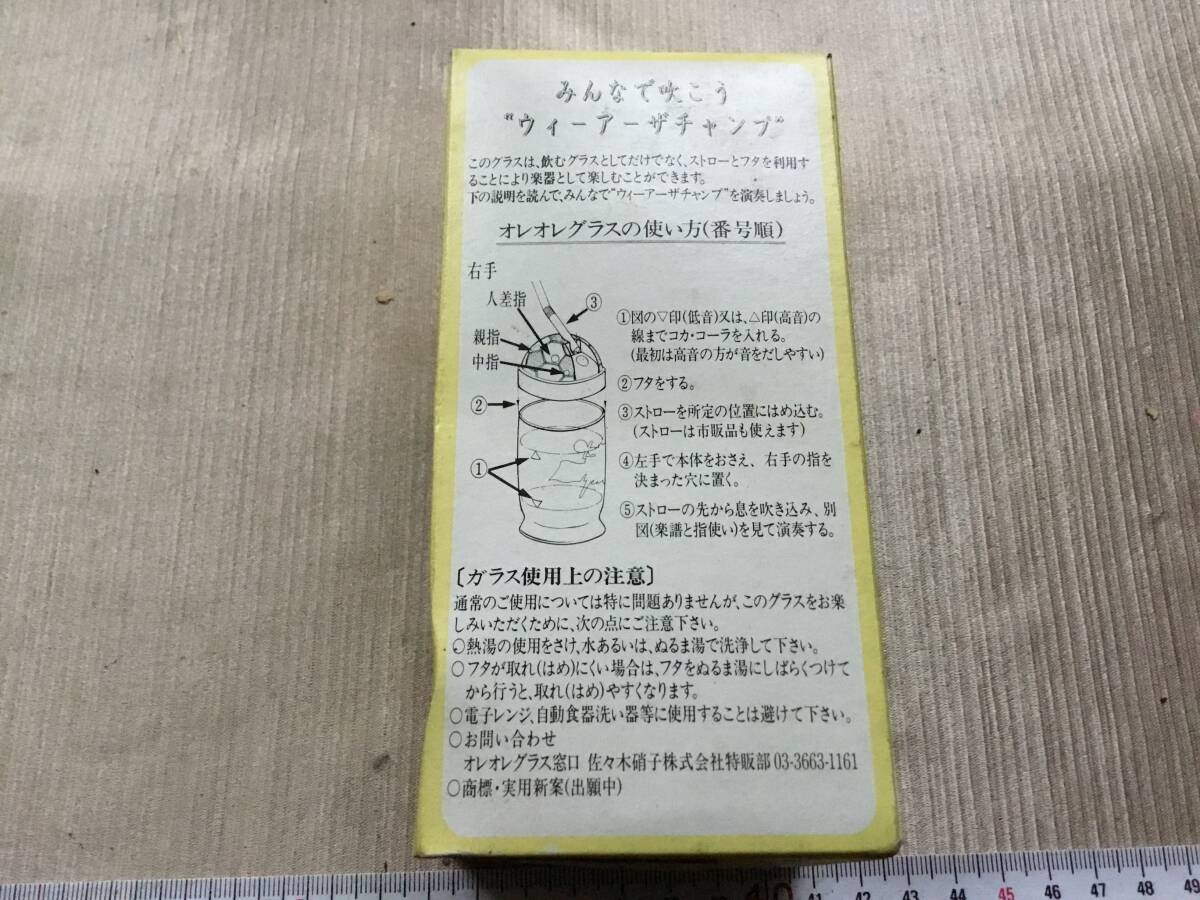 みんなで吹こう
“ウィーアーザチャンプ”
このグラスは、飲むグラスとしてだけでなく、ストローとフタを利用す
ることにより楽器として楽しむことができます。
下の説明を読んで、みんなで“ウィーアーザチャンプ”を演奏しましょう。
オレオレグラスの使い方(番号順)
右手
人差指
③
親指
中指
②
①
①図の▽印(低音)又は、△印(高音)の
線までコカ・コーラを入れる。
(最初は高音の方が音をだしやすい)
②フタをする。
③ストローを所定の位置にはめ込む。
(ストローは市販品も使えます)
④左手で本体をおさえ、右手の指を
決まった穴に置く。
⑤ストローの先から息を吹き込み、別
図(楽譜と指使い)を見て演奏する。
〔ガラス使用上の注意〕
通常のご使用については特に問題ありませんが、このグラスをお楽
しみいただくために、次の点にご注意下さい。
○熱湯の使用をさけ、水あるいは、ぬるま湯で洗浄して下さい。
○フタが取れ(はめ)にくい場合は、フタをぬるま湯にしばらくつけて
から行うと、取れ(はめ)やすくなります。
○電子レンジ、自動食器洗い器等に使用することは避けて下さい。
○お問い合わせ
オレオレグラス窓口 佐々木硝子株式会社特販部 03-3663-1161
○商標・実用新案(出願中)
40 41 42 43 44 45 46 47 48 49